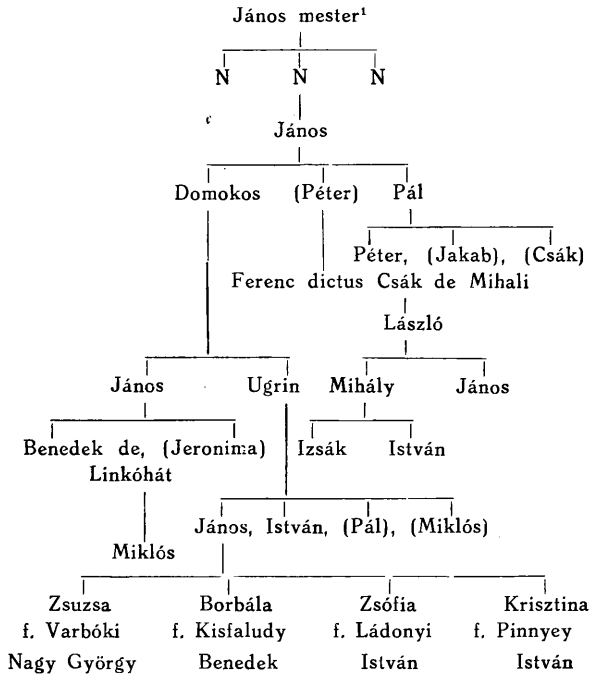 János mester¹
N N N
János
Domokos (Péter) Pál
Péter, (Jakab), (Csák)
Ferenc dictus Csák de Mihali
László
János Ugrin Mihály János
Benedek de, (Jeronima) Izsák István
Linkóhát
János, István, (Pál), (Miklós)
Miklós
Zsuzsa Borbála Zsófia Krisztina
f. Varbóki f. Kisfaludy f. Ládonyi f. Pinnyey
Nagy György Benedek István István